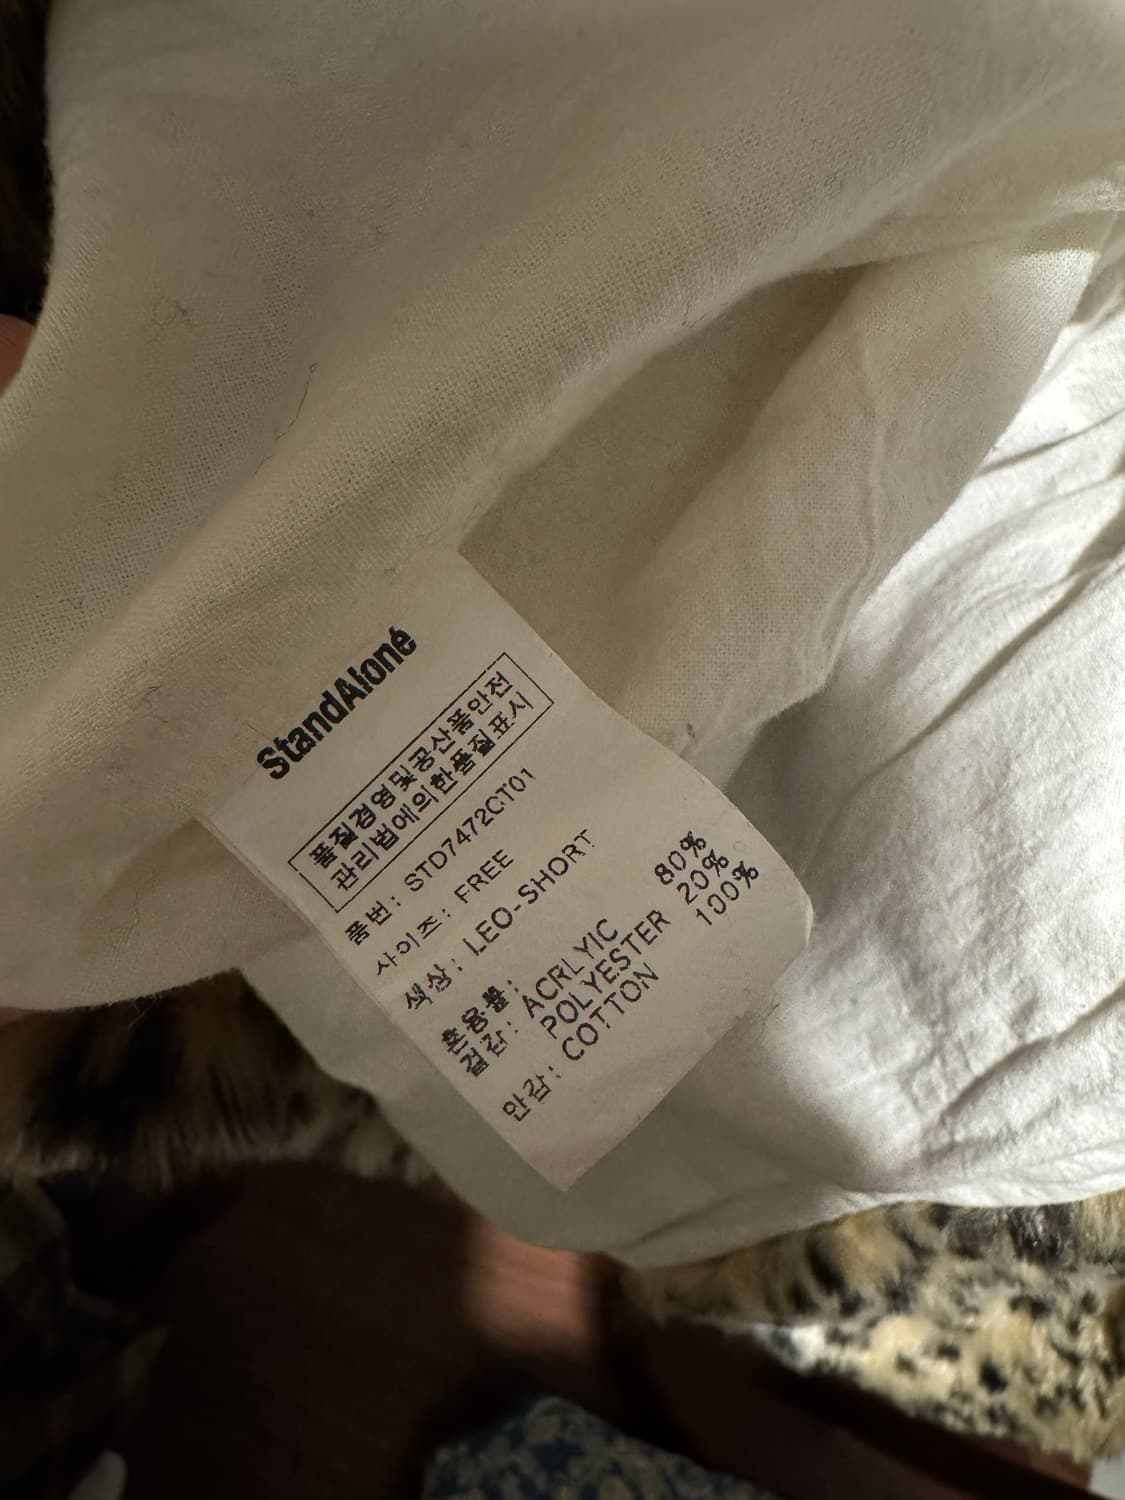 StandAloné
품질경영및공산품안전
관리법에의한품질표시
품번: STD7472CT01
사이즈: FREE
색상: LEO-SHORT
혼용률:
겉감: ACRLYIC 80%
POLYESTER 20%
안감: COTTON 100%